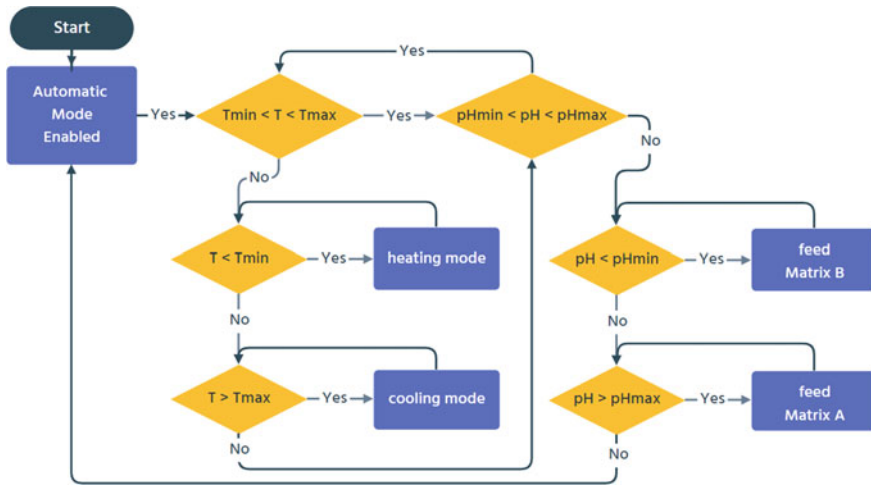 Start
Automatic
Mode
Enabled
Yes
Tmin < T < Tmax
Yes
pHmin < pH < pHmax
Yes
No
No
T < Tmin
Yes
heating mode
pH < pHmin
Yes
feed
Matrix B
No
No
T > Tmax
Yes
cooling mode
pH > pHmax
Yes
feed
Matrix A
No
No